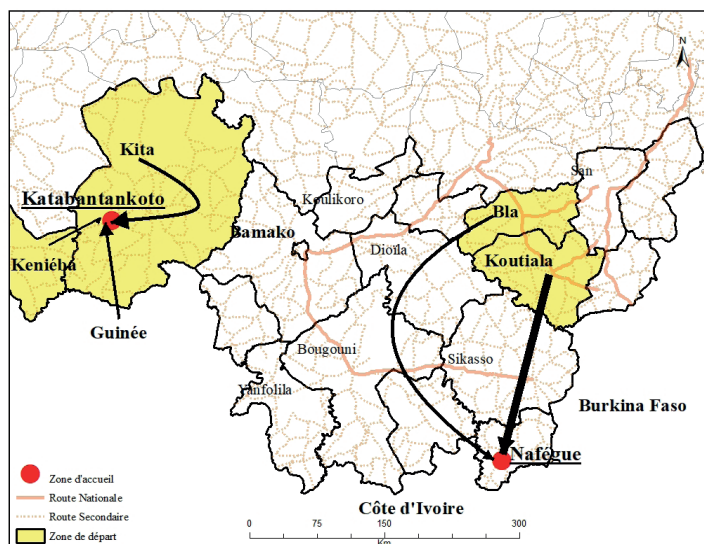 N
Kita
San
Katabantankoto
Koulikoro
Bla
Bamako
Dioïla
Koutiala
Keniéba
Guinée
Bougouni
Sikasso
Yanfolila
Burkina Faso
Nafégue
Zone d'accueil
Route Nationale
Route Secondaire
Zone de départ
Côte d'Ivoire
0 75 150 225 300
Km